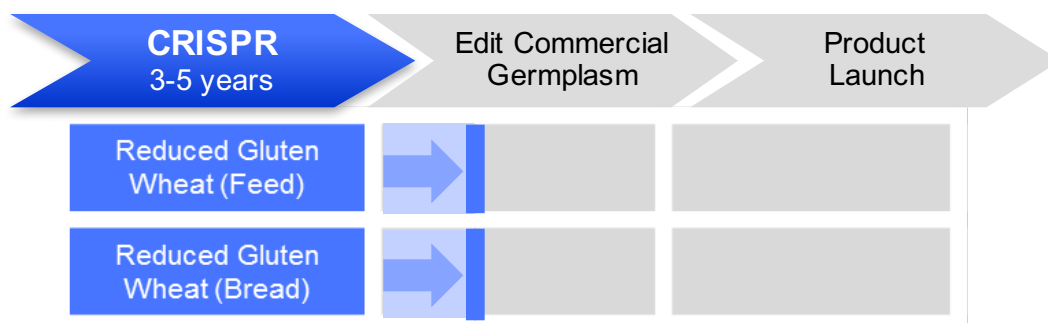 CRISPR
3-5 years
Edit Commercial
Germplasm
Product
Launch
Reduced Gluten
Wheat (Feed)
Reduced Gluten
Wheat (Bread)